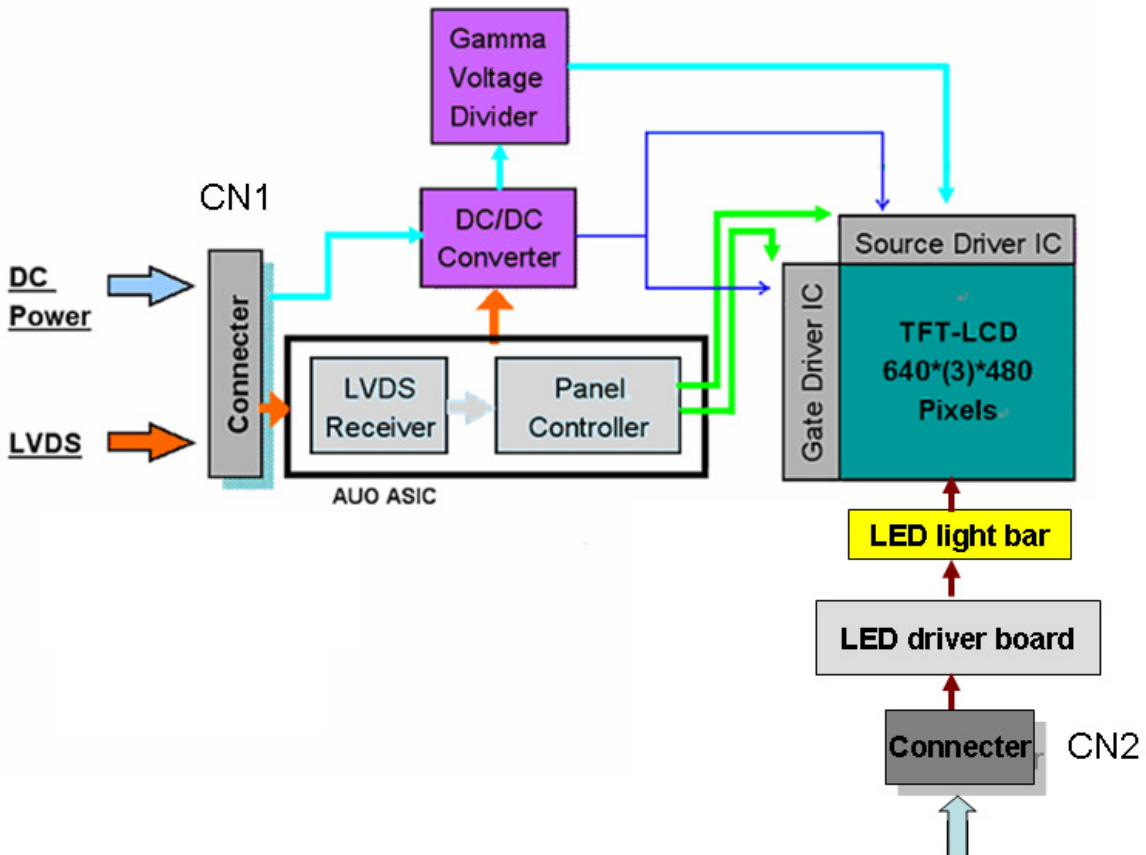 Gamma
Voltage
Divider
CN1
DC/DC
Converter
DC
Power
Connecter
LVDS
LVDS
Receiver
Panel
Controller
AUO ASIC
Source Driver IC
Gate Driver IC
TFT-LCD
640*(3)*480
Pixels
LED light bar
LED driver board
Connecter
CN2